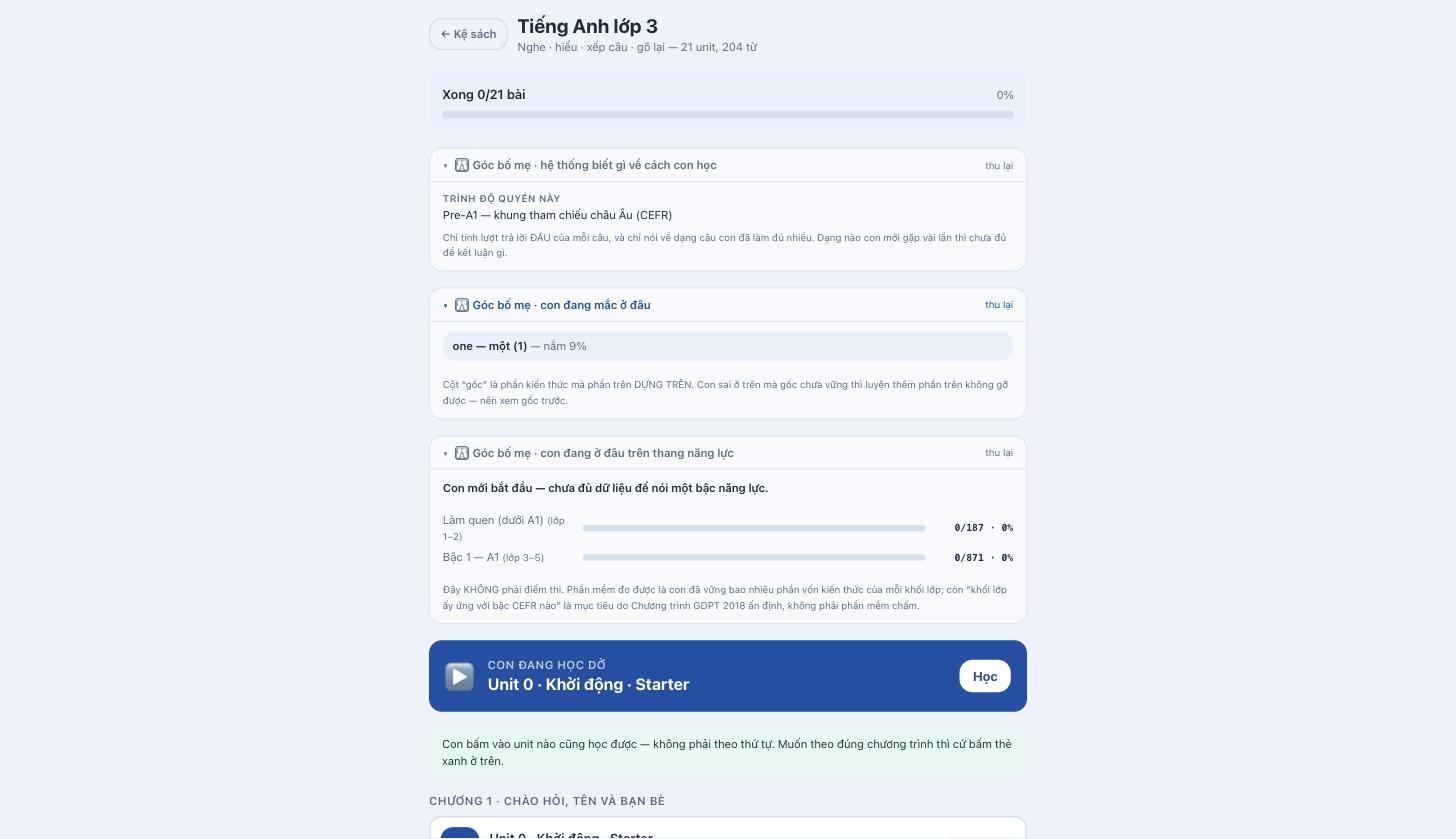 ← Kệ sách
Tiếng Anh lớp 3
Nghe · hiểu · xếp câu · gõ lại — 21 unit, 204 từ
Xong 0/21 bài
0%
▾ Góc bố mẹ · hệ thống biết gì về cách con học
thu lại
TRÌNH ĐỘ QUYỂN NÀY
Pre-A1 — khung tham chiếu châu Âu (CEFR)
Chỉ tính lượt trả lời ĐẦU của mỗi câu, và chỉ nói về dạng câu con đã làm đủ nhiều. Dạng nào con mới gặp vài lần thì chưa đủ
để kết luận gì.
▾ Góc bố mẹ · con đang mắc ở đâu
thu lại
one — một (1) — nắm 9%
Cột “gốc” là phần kiến thức mà phần trên DỰNG TRÊN. Con sai ở trên mà gốc chưa vững thì luyện thêm phần trên không gỡ
được — nên xem gốc trước.
▾ Góc bố mẹ · con đang ở đâu trên thang năng lực
thu lại
Con mới bắt đầu — chưa đủ dữ liệu để nói một bậc năng lực.
Làm quen (dưới A1) (lớp
1–2)
0/187 · 0%
Bậc 1 — A1 (lớp 3–5)
0/871 · 0%
Đây KHÔNG phải điểm thi. Phần mềm đo được là con đã vững bao nhiêu phần vốn kiến thức của mỗi khối lớp; còn “khối lớp
ấy ứng với bậc CEFR nào” là mục tiêu do Chương trình GDPT 2018 ấn định, không phải phần mềm chấm.
CON ĐANG HỌC DỞ
Unit 0 · Khởi động · Starter
Học
Con bấm vào unit nào cũng học được — không phải theo thứ tự. Muốn theo đúng chương trình thì cứ bấm thẻ
xanh ở trên.
CHƯƠNG 1 · CHÀO HỎI, TÊN VÀ BẠN BÈ
Unit 0 · Khởi động · Starter